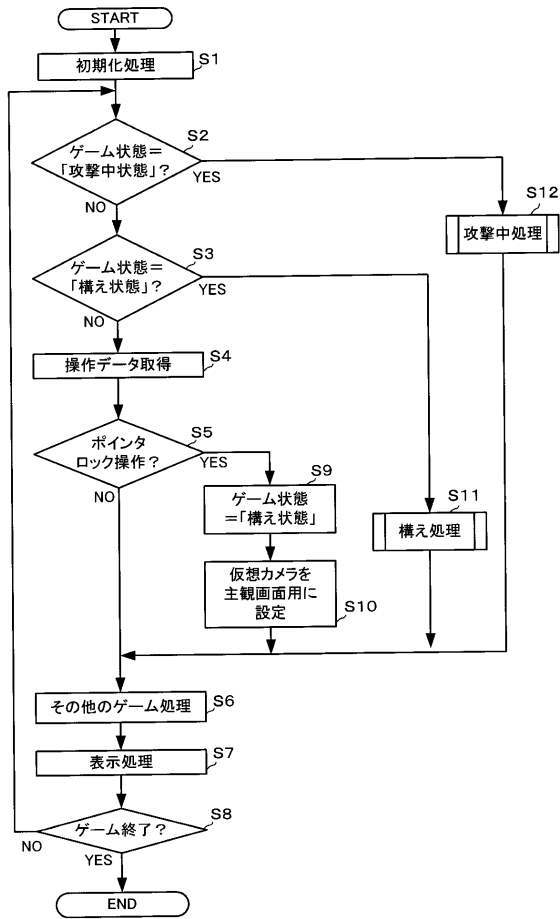 START
初期化処理
S1
ゲーム状態=
「攻撃中状態」?
S2
YES
NO
S12
攻撃中処理
ゲーム状態=
「構え状態」?
S3
YES
NO
操作データ取得
S4
ポインタ
ロック操作?
S5
YES
NO
S9
ゲーム状態
=「構え状態」
S11
構え処理
仮想カメラを
主観画面用に
設定
S10
その他のゲーム処理
S6
表示処理
S7
ゲーム終了?
S8
NO
YES
END